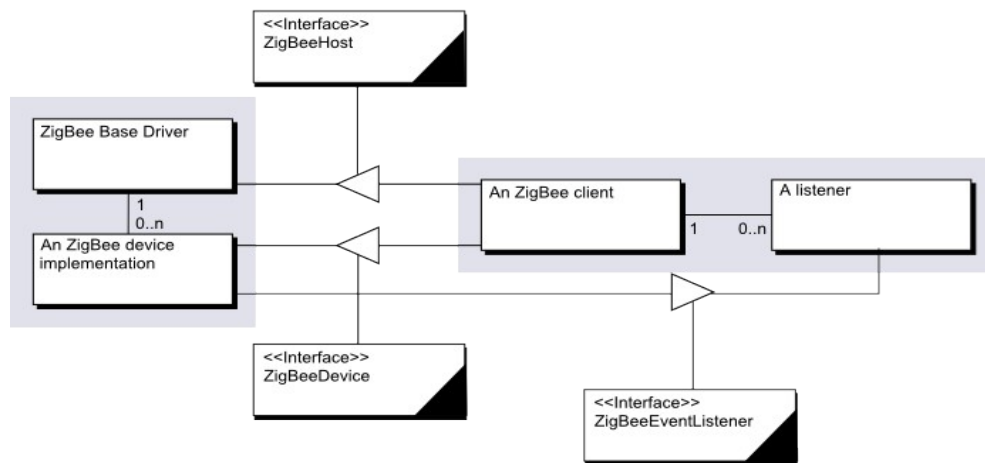 <<Interface>>
ZigBeeHost
ZigBee Base Driver
1
0..n
An ZigBee device
implementation
An ZigBee client
A listener
1
0..n
<<Interface>>
ZigBeeDevice
<<Interface>>
ZigBeeEventListener